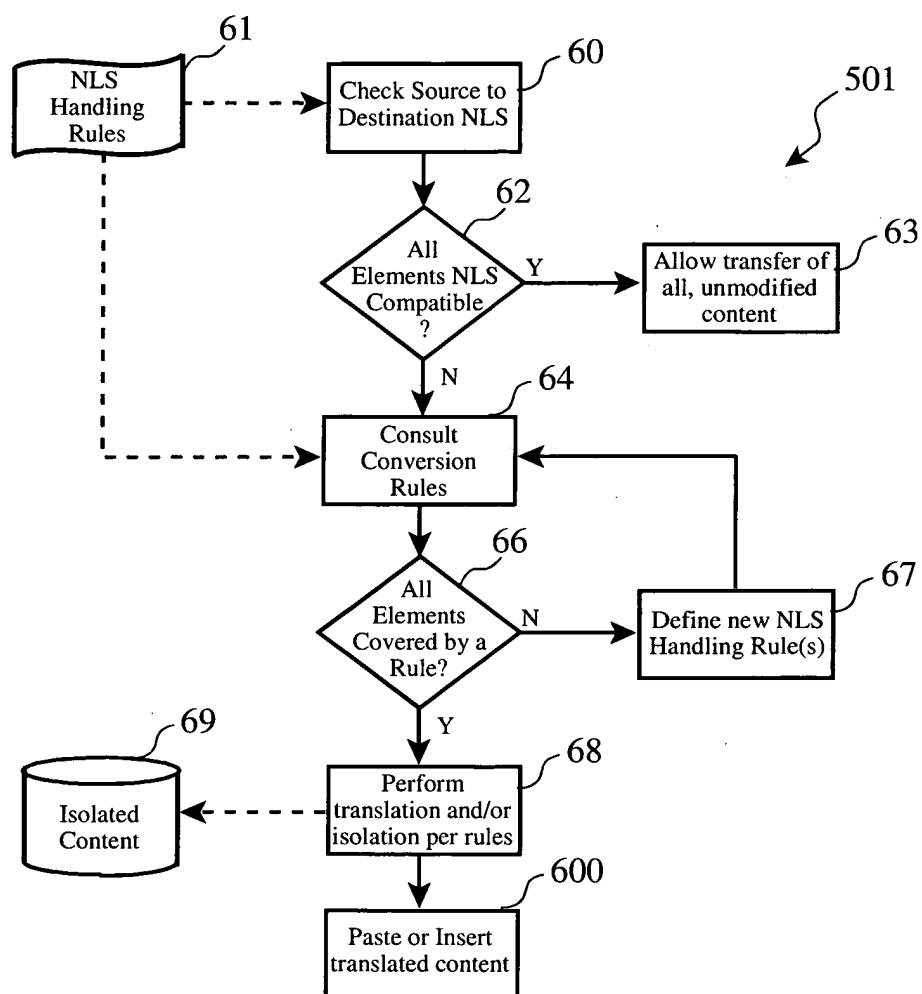 61
NLS
Handling
Rules
60
Check Source to
Destination NLS
501
62
All
Elements NLS
Compatible
?
Y
N
63
Allow transfer of
all, unmodified
content
64
Consult
Conversion
Rules
66
All
Elements
Covered by a
Rule?
N
Y
67
Define new NLS
Handling Rule(s)
69
Isolated
Content
68
Perform
translation and/or
isolation per rules
600
Paste or Insert
translated content